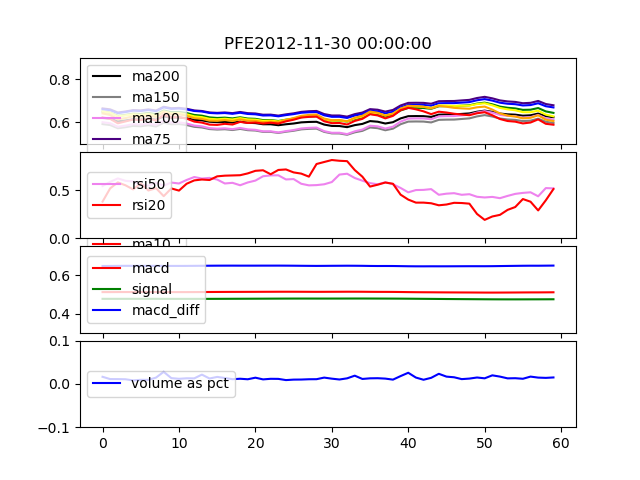 PFE2012-11-30 00:00:00
0.8
0.6
ma200
ma150
ma100
ma75
0.5
0.0
rsi50
rsi20
ma10
0.6
0.4
macd
signal
macd_diff
0.1
0.0
−0.1
volume as pct
0 10 20 30 40 50 60